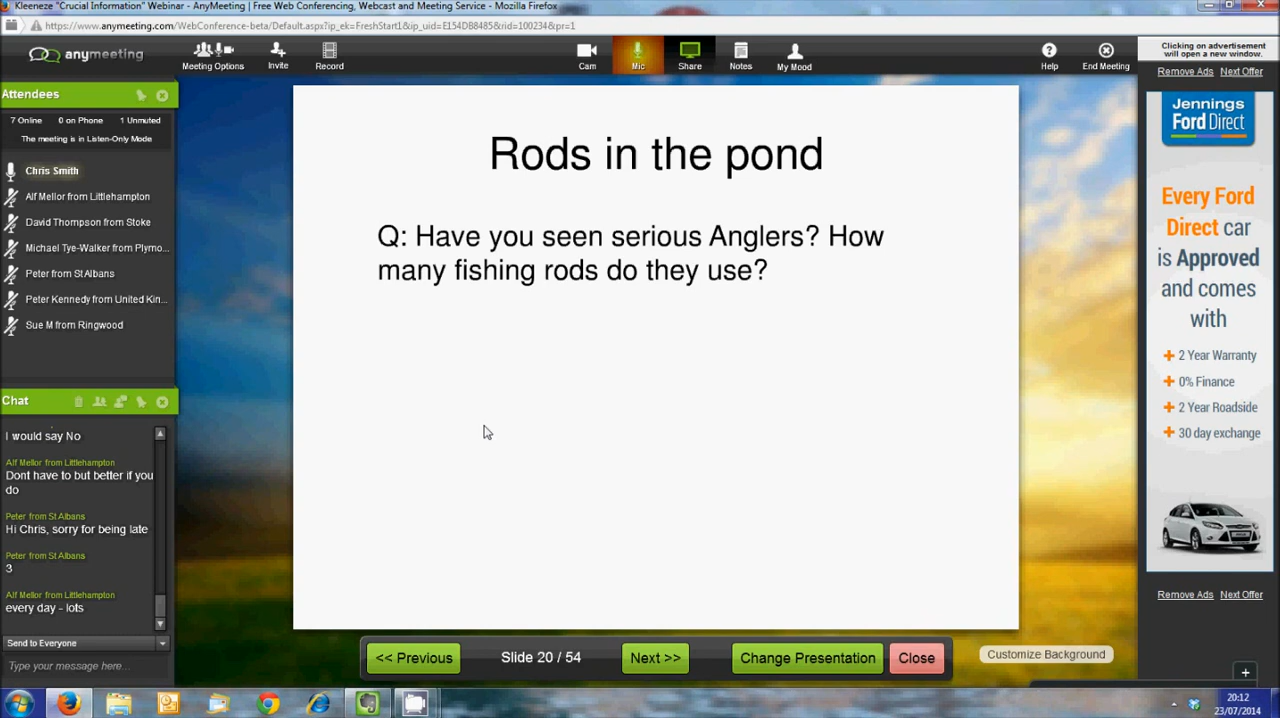 Kleeneze "Crucial Information" Webinar - AnyMeeting | Free Web Conferencing, Webcast and Meeting Service - Mozilla Firefox
https://www.anymeeting.com/WebConference-beta/Default.aspx?ip_ek=FreshStart1&ip_uid=E154DB8485&rid=100234&pr=1
anymeeting
Meeting Options
Invite
Record
Cam
Mic
Share
Notes
My Mood
Help
End Meeting
Clicking on advertisement
will open a new window.
Remove Ads Next Offer
Attendees
7 Online 0 on Phone 1 Unmuted
The meeting is in Listen-Only Mode
Chris Smith
Alf Mellor from Littlehampton
David Thompson from Stoke
Michael Tye-Walker from Plymo...
Peter from St Albans
Peter Kennedy from United Kin...
Sue M from Ringwood
Chat
I would say No
Alf Mellor from Littlehampton
Dont have to but better if you
do
Peter from St Albans
Hi Chris, sorry for being late
Peter from St Albans
3
Alf Mellor from Littlehampton
every day - lots
Send to Everyone
Type your message here...
Rods in the pond
Q: Have you seen serious Anglers? How
many fishing rods do they use?
<< Previous
Slide 20 / 54
Next >>
Change Presentation
Close
Customize Background
Jennings
Ford Direct
Every Ford
Direct car
is Approved
and comes
with
+ 2 Year Warranty
+ 0% Finance
+ 2 Year Roadside
+ 30 day exchange
Remove Ads Next Offer
+
20:12
23/07/2014